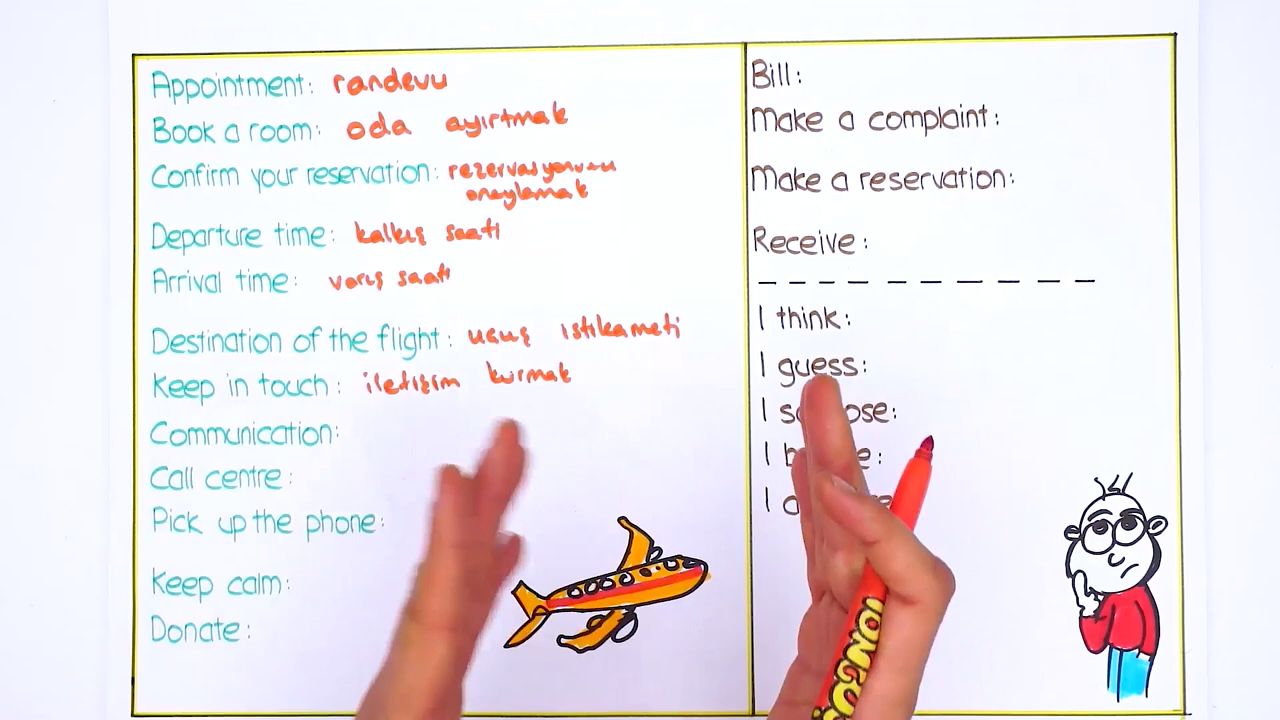 Appointment: randevu
Book a room: oda ayırtmak
Confirm your reservation: rezervasyonunu
onaylamak
Departure time: kalkış saati
Arrival time: varış saati
Destination of the flight: uçuş istikameti
Keep in touch: iletişim kurmak
Communication:
Call centre:
Pick up the phone:
Keep calm:
Donate:
Bill:
Make a complaint:
Make a reservation:
Receive:
I think:
I guess:
I
I
I